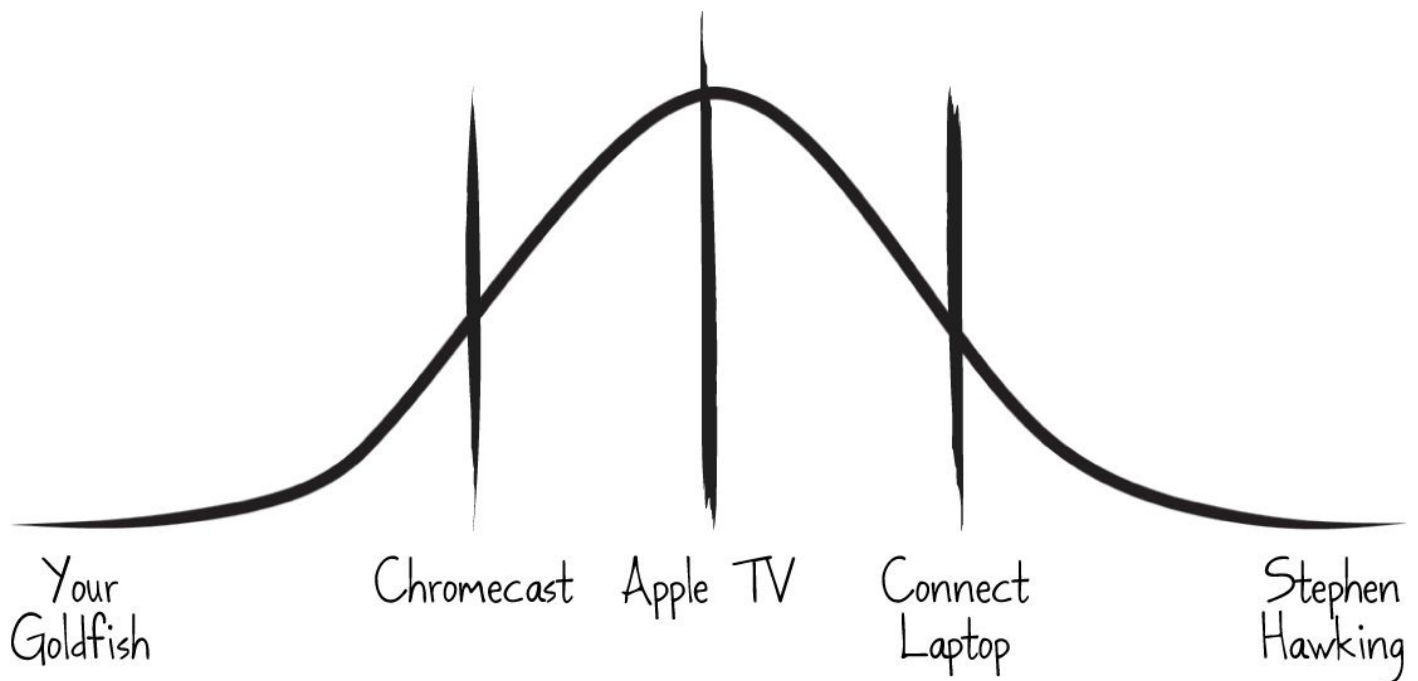 Your
Goldfish
Chromecast
Apple TV
Connect
Laptop
Stephen
Hawking